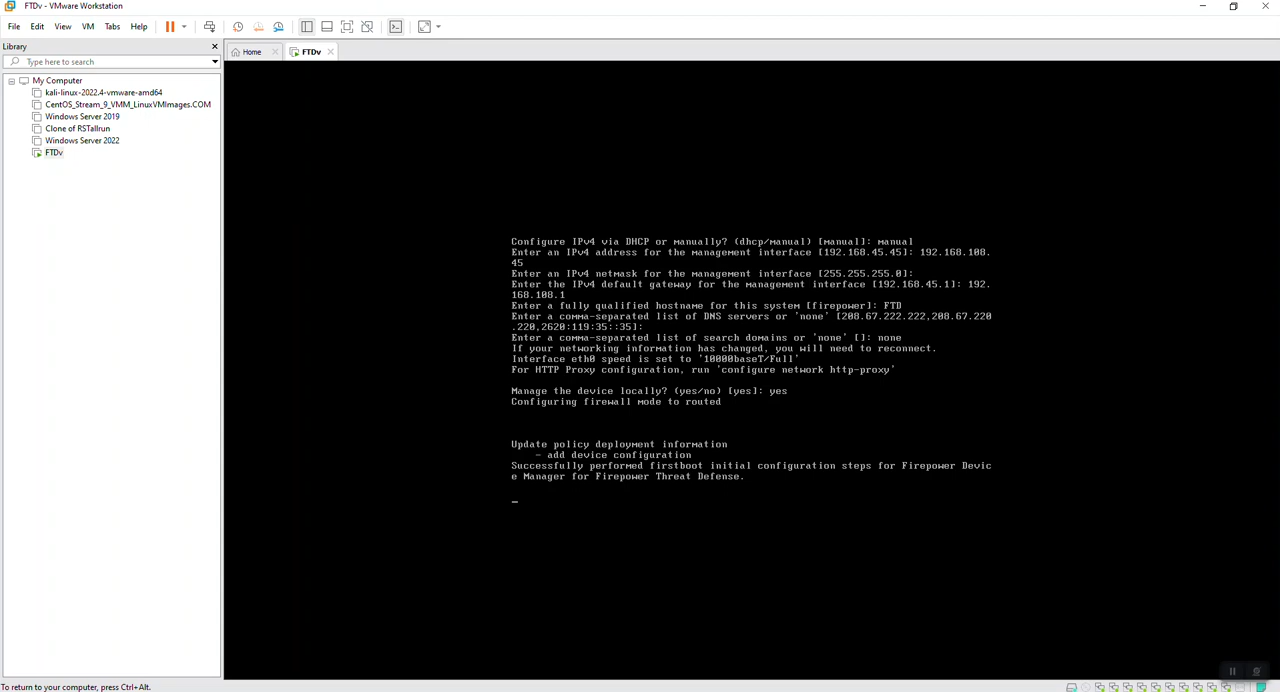 FTDv - VMware Workstation
File Edit View VM Tabs Help
Library
Type here to search
My Computer
kali-linux-2022.4-vmware-amd64
CentOS_Stream_9_VMM_LinuxVMImages.COM
Windows Server 2019
Clone of RSTallrun
Windows Server 2022
FTDv
Home FTDv
Configure IPv4 via DHCP or manually? (dhcp/manual) [manual]: manual
Enter an IPv4 address for the management interface [192.168.45.45]: 192.168.108.
45
Enter an IPv4 netmask for the management interface [255.255.255.0]:
Enter the IPv4 default gateway for the management interface [192.168.45.1]: 192.
168.108.1
Enter a fully qualified hostname for this system [firepower]: FTD
Enter a comma-separated list of DNS servers or 'none' [208.67.222.222,208.67.220
.220,2620:119:35::35]:
Enter a comma-separated list of search domains or 'none' []: none
If your networking information has changed, you will need to reconnect.
Interface eth0 speed is set to '10000baseT/Full'
For HTTP Proxy configuration, run 'configure network http-proxy'
Manage the device locally? (yes/no) [yes]: yes
Configuring firewall mode to routed
Update policy deployment information
- add device configuration
Successfully performed firstboot initial configuration steps for Firepower Devic
e Manager for Firepower Threat Defense.
To return to your computer, press Ctrl+Alt.